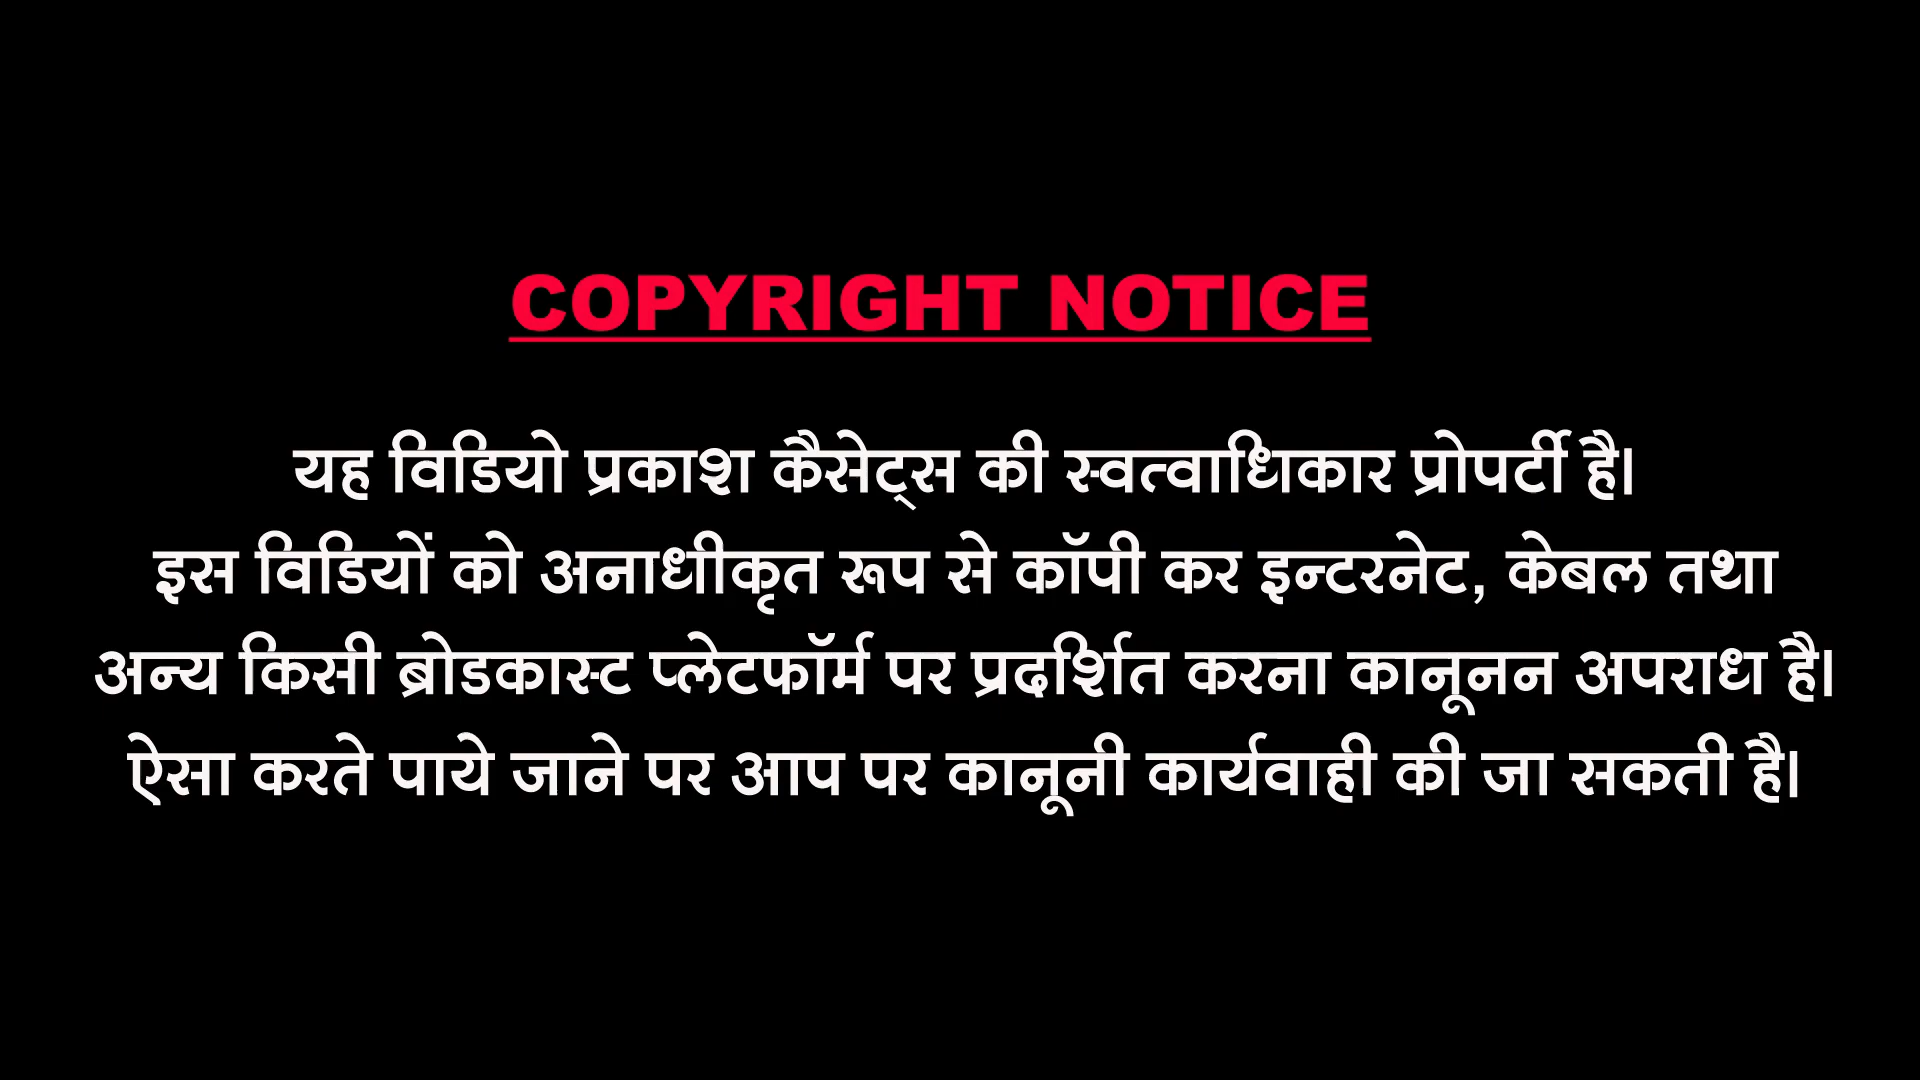 COPYRIGHT NOTICE
यह विडियो प्रकाश कैसेट्स की स्वत्वाधिकार प्रोपर्टी है।
इस विडियों को अनाधीकृत रूप से कॉपी कर इन्टरनेट, केबल तथा
अन्य किसी ब्रोडकास्ट प्लेटफॉर्म पर प्रदर्शित करना कानूनन अपराध है।
ऐसा करते पाये जाने पर आप पर कानूनी कार्यवाही की जा सकती है।